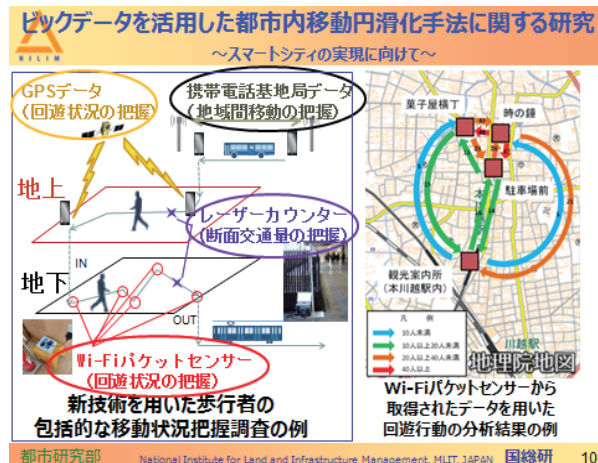 ビックデータを活用した都市内移動円滑化手法に関する研究
～スマートシティの実現に向けて～
NILIM
GPSデータ
(回遊状況の把握)
携帯電話基地局データ
(地域間移動の把握)
地上
レーザーカウンター
(断面交通量の把握)
IN
地下
OUT
Wi-Fiパケットセンサー
(回遊状況の把握)
新技術を用いた歩行者の
包括的な移動状況把握調査の例
菓子屋横丁
時の鐘
駐車場前
観光案内所
(本川越駅内)
凡 例
10人未満
10人以上20人未満
20人以上40人未満
40人以上
川越駅
地理院地図
Wi-Fiパケットセンサーから
取得されたデータを用いた
回遊行動の分析結果の例
都市研究部
National Institute for Land and Infrastructure Management, MLIT, JAPAN
国総研
10